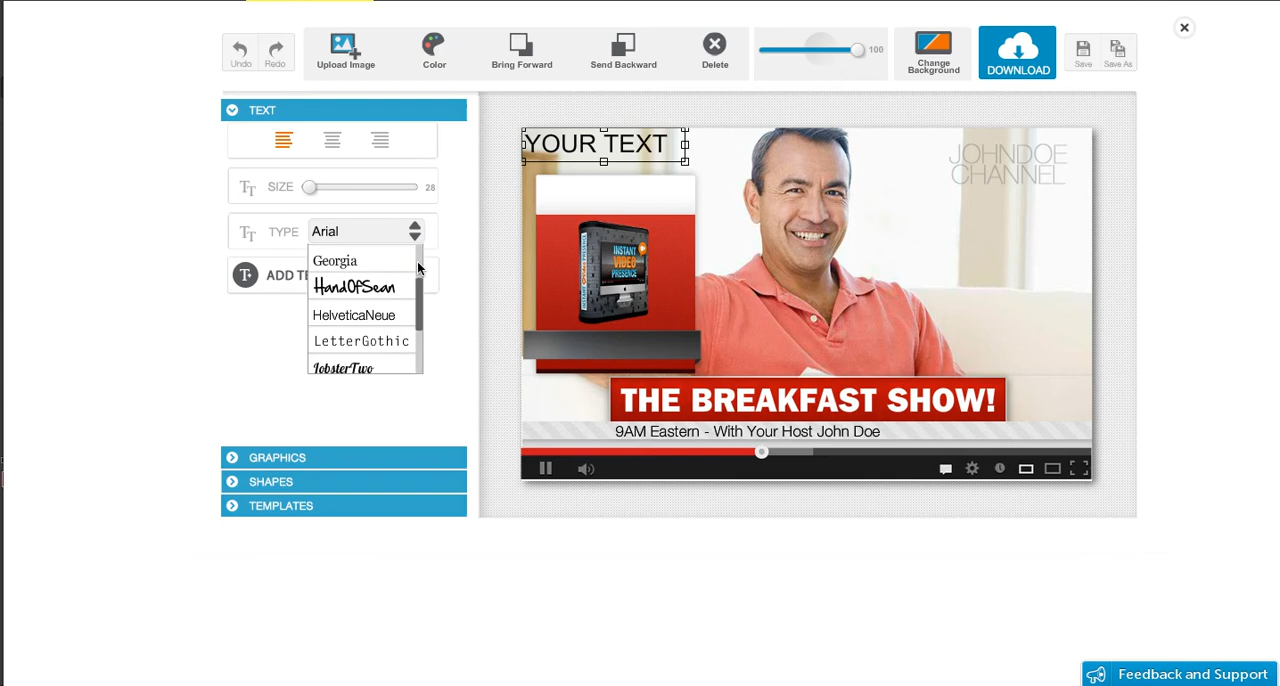 Undo
Redo
Upload Image
Color
Bring Forward
Send Backward
Delete
100
Change
Background
DOWNLOAD
Save
Save As
TEXT
SIZE
28
TYPE
Arial
Georgia
HandOfSean
HelveticaNeue
LetterGothic
LobsterTwo
ADD TE
GRAPHICS
SHAPES
TEMPLATES
YOUR TEXT
JOHNDOE
CHANNEL
INSTANT
VIDEO
PRESENCE
THE BREAKFAST SHOW!
9AM Eastern - With Your Host John Doe
Feedback and Support